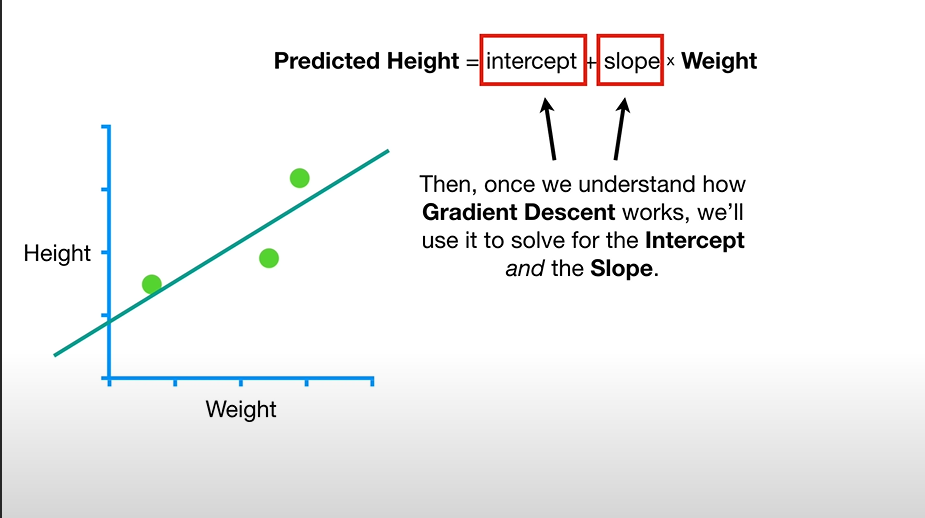 Predicted Height = intercept + slope × Weight
Then, once we understand how
Gradient Descent works, we’ll
use it to solve for the Intercept
and the Slope.
Height
Weight